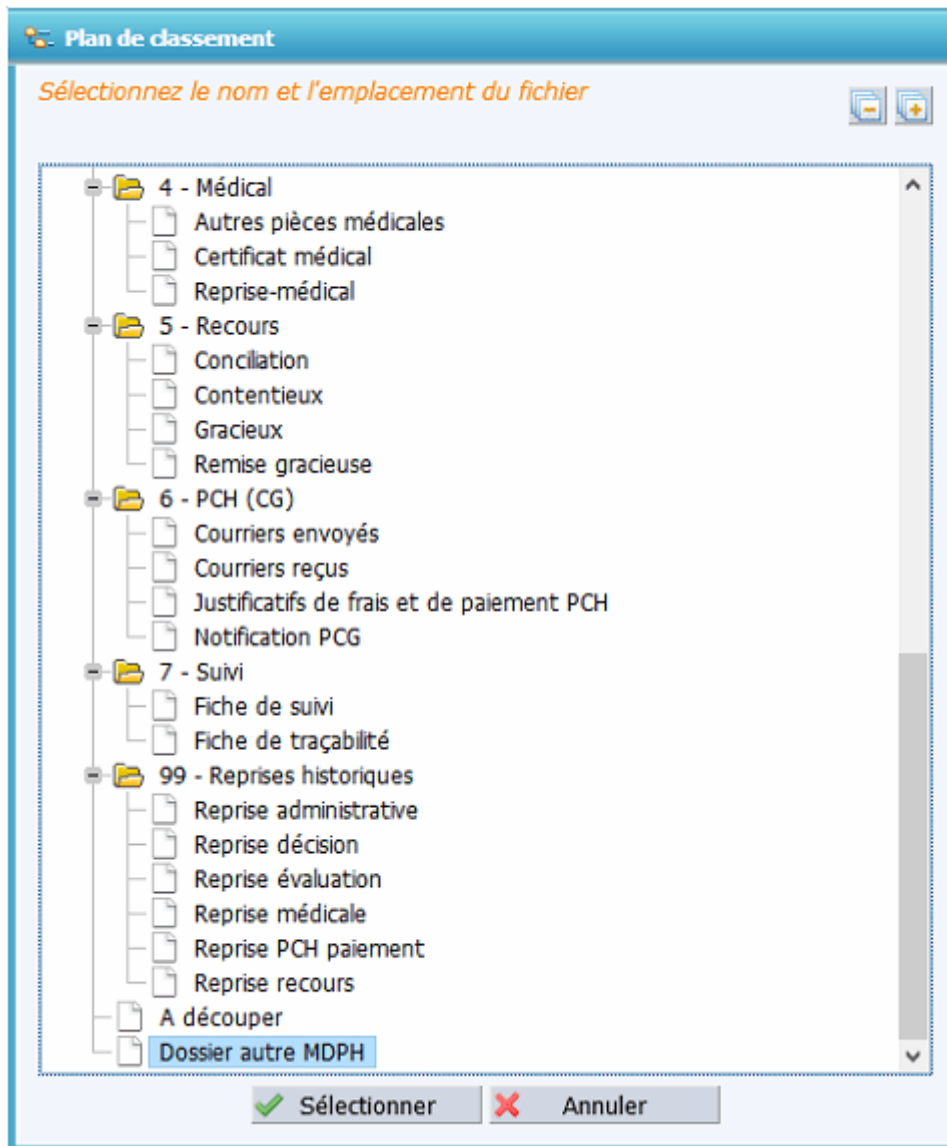 Plan de classement
Sélectionnez le nom et l'emplacement du fichier
4 - Médical
Autres pièces médicales
Certificat médical
Reprise-médical
5 - Recours
Conciliation
Contentieux
Gracieux
Remise gracieuse
6 - PCH (CG)
Courriers envoyés
Courriers reçus
Justificatifs de frais et de paiement PCH
Notification PCG
7 - Suivi
Fiche de suivi
Fiche de traçabilité
99 - Reprises historiques
Reprise administrative
Reprise décision
Reprise évaluation
Reprise médicale
Reprise PCH paiement
Reprise recours
A découper
Dossier autre MDPH
Sélectionner Annuler